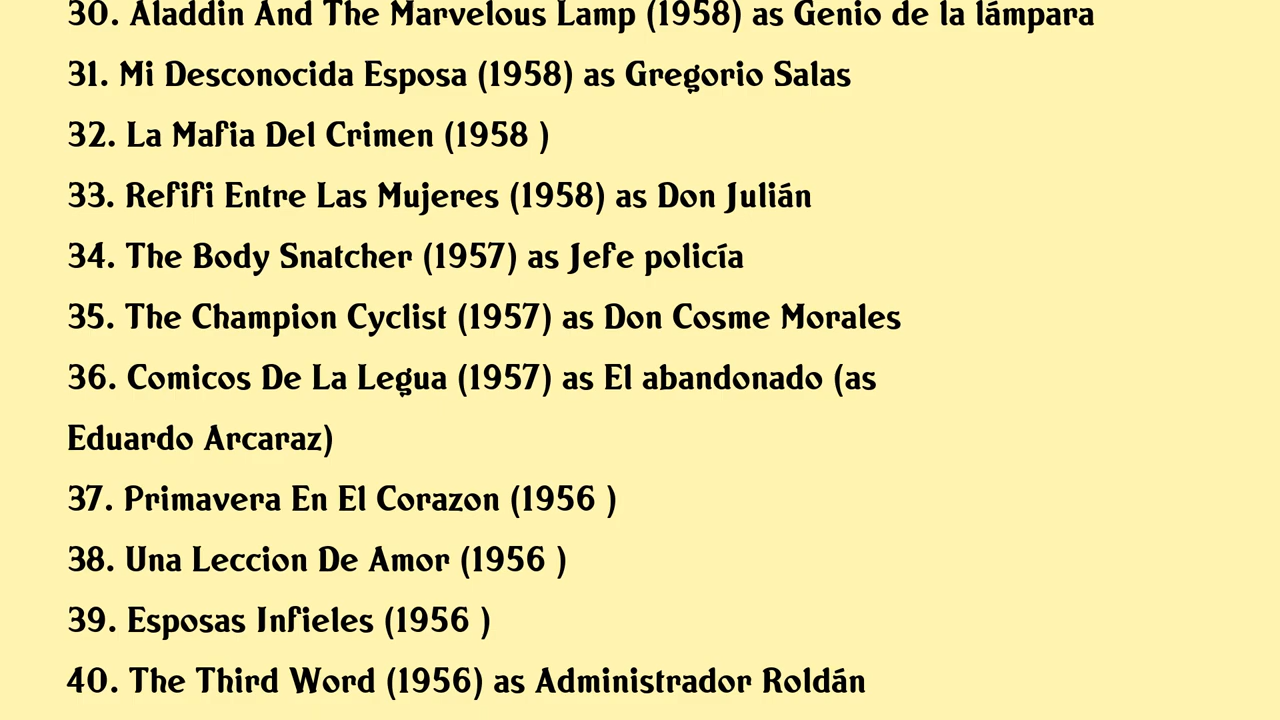 30. Aladdin And The Marvelous Lamp (1958) as Genio de la lámpara
31. Mi Desconocida Esposa (1958) as Gregorio Salas
32. La Mafia Del Crimen (1958 )
33. Refifi Entre Las Mujeres (1958) as Don Julián
34. The Body Snatcher (1957) as Jefe policía
35. The Champion Cyclist (1957) as Don Cosme Morales
36. Comicos De La Legua (1957) as El abandonado (as
Eduardo Arcaraz)
37. Primavera En El Corazon (1956 )
38. Una Leccion De Amor (1956 )
39. Esposas Infieles (1956 )
40. The Third Word (1956) as Administrador Roldán